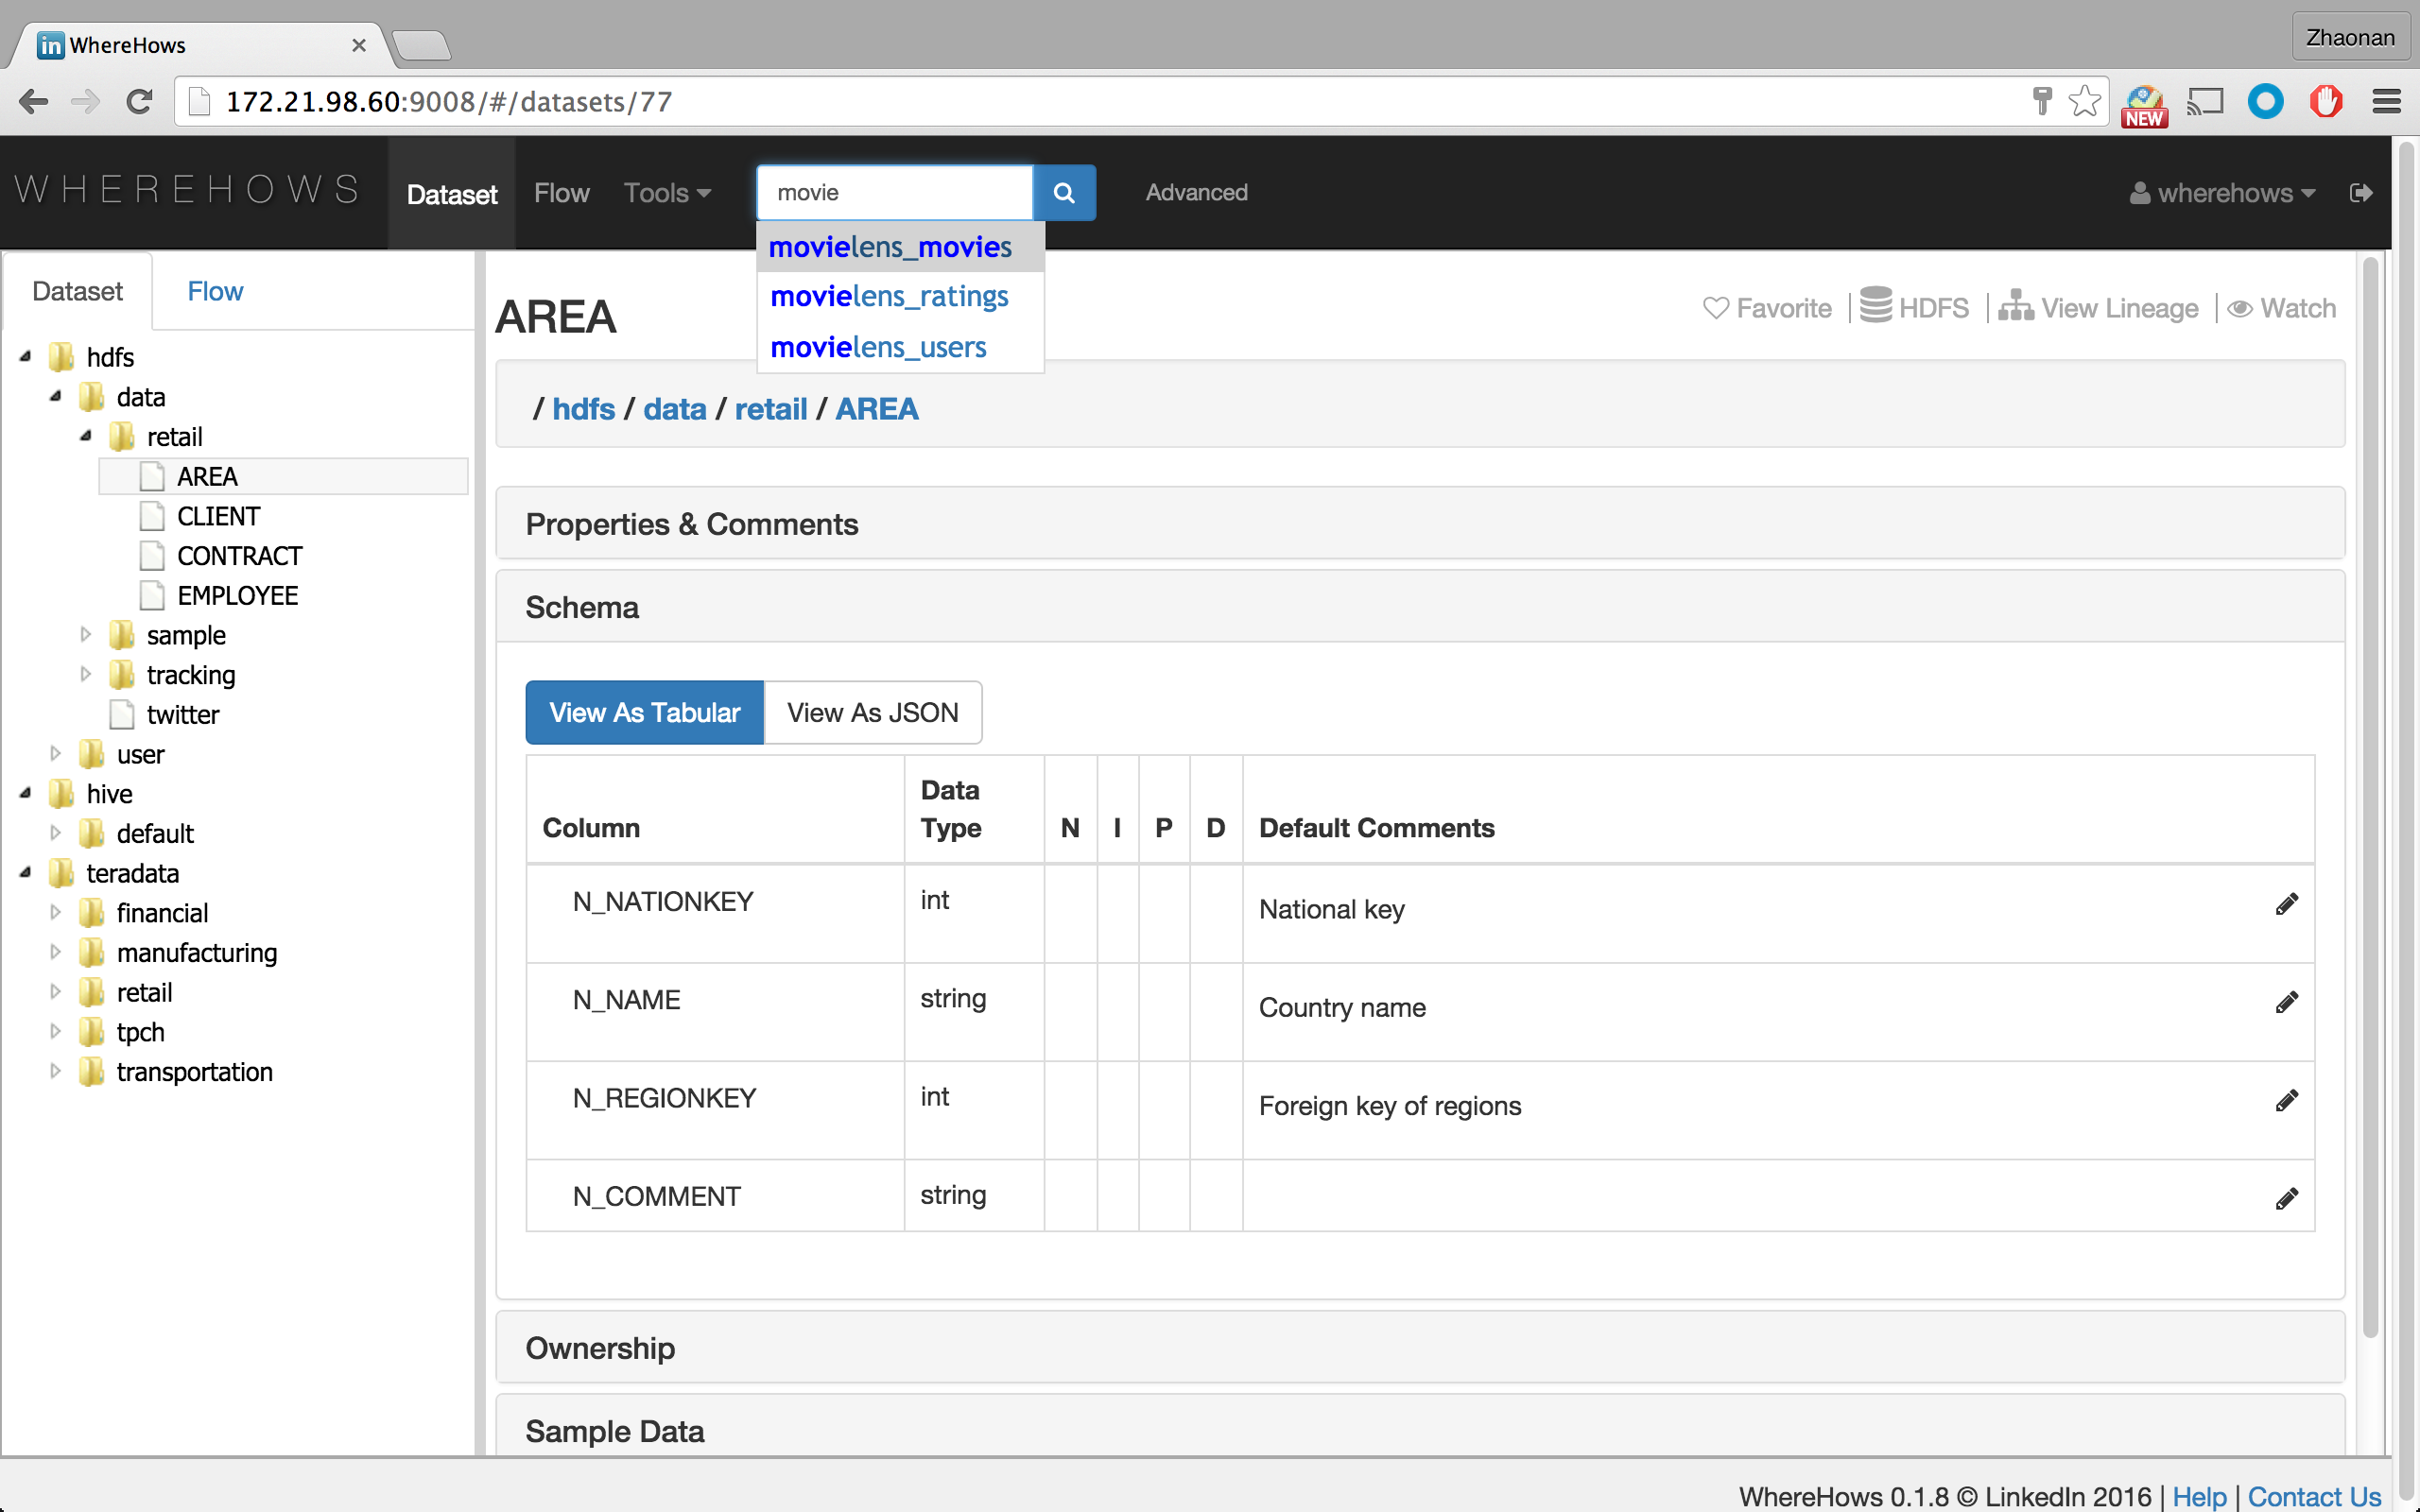 WhereHows
Zhaonan
172.21.98.60:9008/#/datasets/77
NEW
WHEREHOWS
Dataset
Flow
Tools
movie
Advanced
wherehows
movielens_movies
movielens_ratings
movielens_users
Dataset
Flow
hdfs
data
retail
AREA
CLIENT
CONTRACT
EMPLOYEE
sample
tracking
twitter
user
hive
default
teradata
financial
manufacturing
retail
tpch
transportation
AREA
Favorite | HDFS | View Lineage | Watch
/ hdfs / data / retail / AREA
Properties & Comments
Schema
View As Tabular
View As JSON
Column Data Type N I P D Default Comments
N_NATIONKEY int National key
N_NAME string Country name
N_REGIONKEY int Foreign key of regions
N_COMMENT string
Ownership
Sample Data
WhereHows 0.1.8 © LinkedIn 2016 | Help | Contact Us